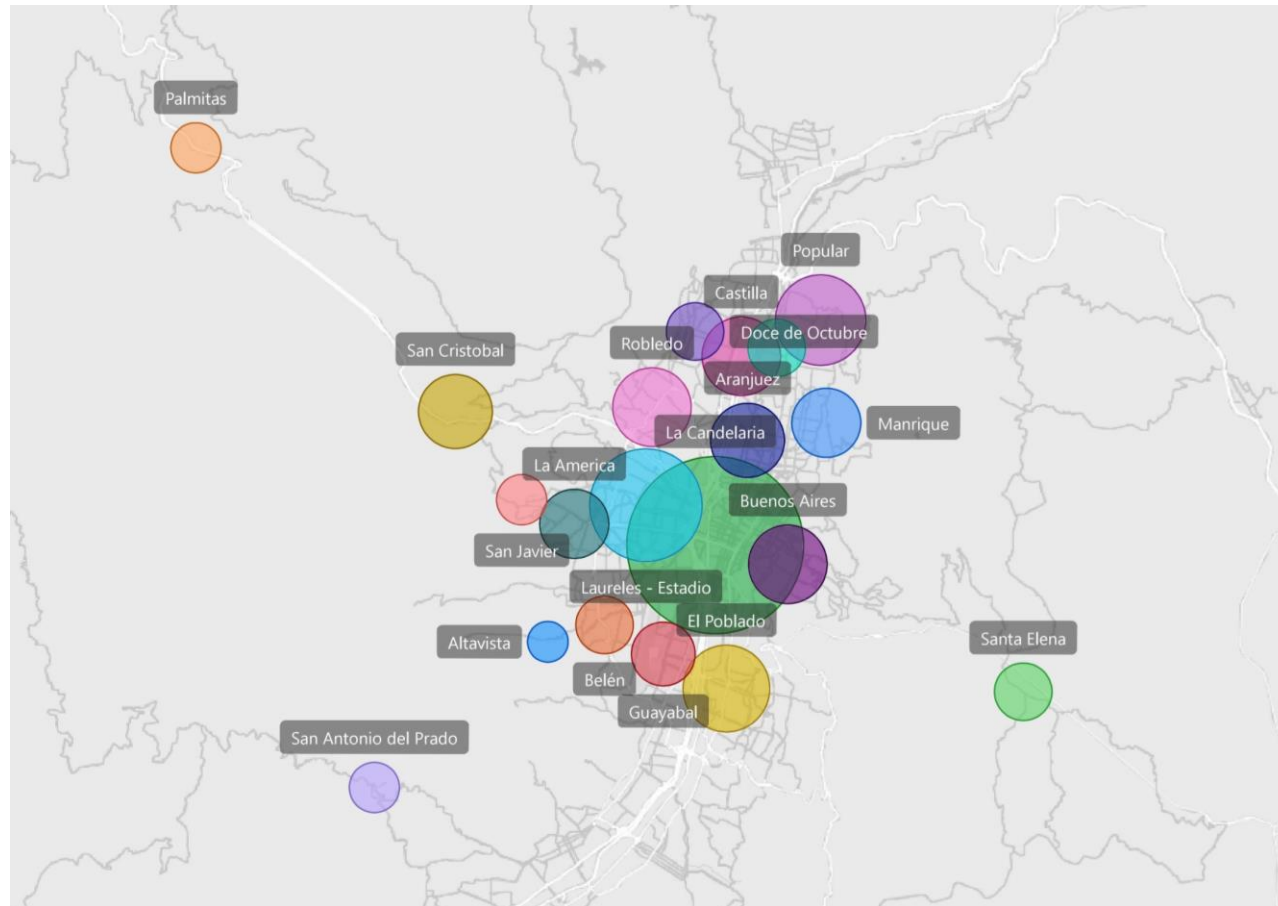 Palmitas
Popular
Castilla
Doce de Octubre
Robledo
San Cristobal
Aranjuez
Manrique
La Candelaria
La America
Buenos Aires
San Javier
Laureles - Estadio
El Poblado
Altavista
Santa Elena
Belén
Guayabal
San Antonio del Prado